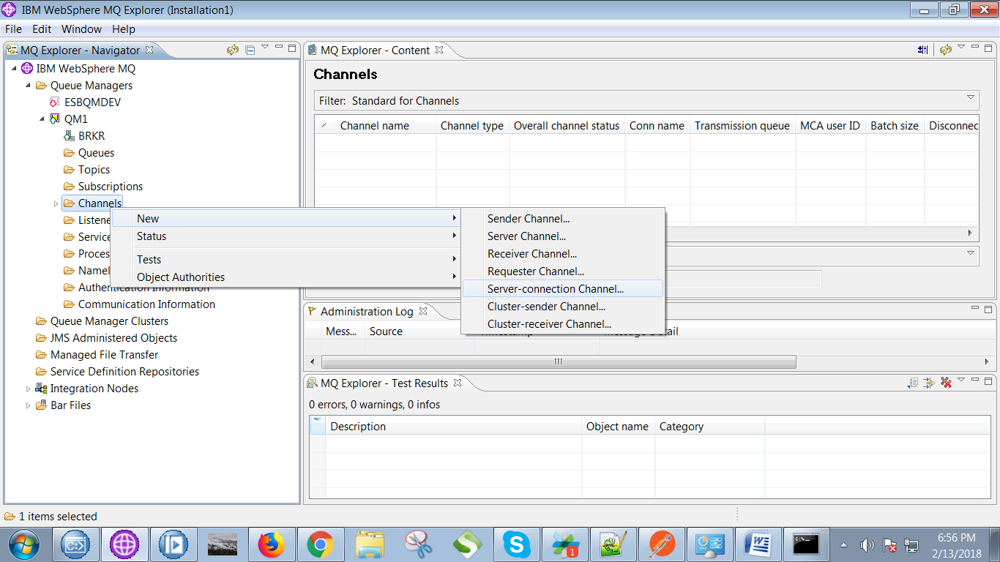 IBM WebSphere MQ Explorer (Installation1)
File Edit Window Help
MQ Explorer - Navigator
IBM WebSphere MQ
Queue Managers
ESBQMDEV
QM1
BRKR
Queues
Topics
Subscriptions
Channels
Listene
Service
Proces
Namel
Authentication Information
Communication Information
Queue Manager Clusters
JMS Administered Objects
Managed File Transfer
Service Definition Repositories
Integration Nodes
Bar Files
New
Status
Tests
Object Authorities
Sender Channel...
Server Channel...
Receiver Channel...
Requester Channel...
Server-connection Channel...
Cluster-sender Channel...
Cluster-receiver Channel...
MQ Explorer - Content
Channels
Filter: Standard for Channels
Channel name Channel type Overall channel status Conn name Transmission queue MCA user ID Batch size Disconnec
Administration Log
Mess... Source Timestamp Message Detail
MQ Explorer - Test Results
0 errors, 0 warnings, 0 infos
Description Object name Category
1 items selected
1
6:56 PM
2/13/2018